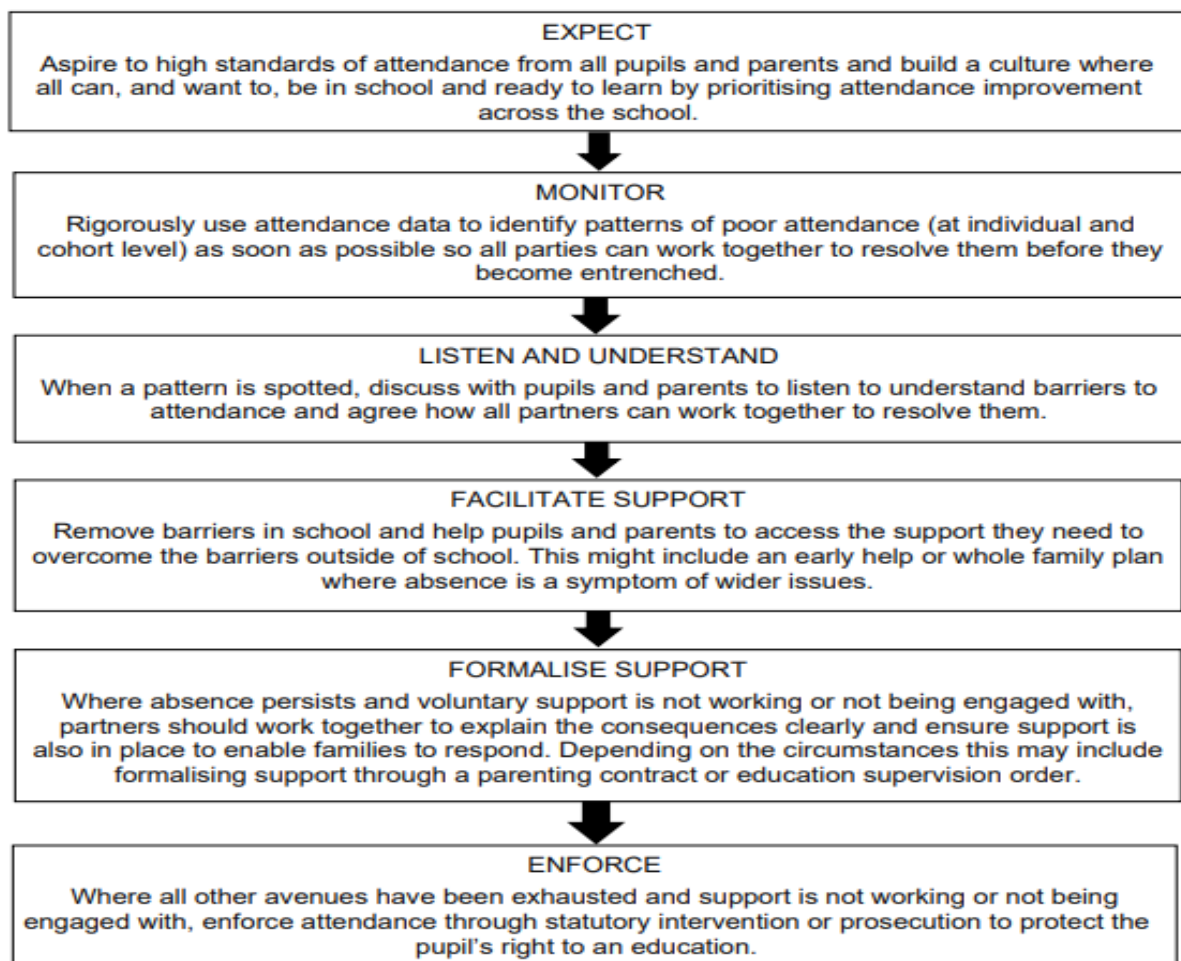 EXPECT
Aspire to high standards of attendance from all pupils and parents and build a culture where
all can, and want to, be in school and ready to learn by prioritising attendance improvement
across the school.
MONITOR
Rigorously use attendance data to identify patterns of poor attendance (at individual and
cohort level) as soon as possible so all parties can work together to resolve them before they
become entrenched.
LISTEN AND UNDERSTAND
When a pattern is spotted, discuss with pupils and parents to listen to understand barriers to
attendance and agree how all partners can work together to resolve them.
FACILITATE SUPPORT
Remove barriers in school and help pupils and parents to access the support they need to
overcome the barriers outside of school. This might include an early help or whole family plan
where absence is a symptom of wider issues.
FORMALISE SUPPORT
Where absence persists and voluntary support is not working or not being engaged with,
partners should work together to explain the consequences clearly and ensure support is
also in place to enable families to respond. Depending on the circumstances this may include
formalising support through a parenting contract or education supervision order.
ENFORCE
Where all other avenues have been exhausted and support is not working or not being
engaged with, enforce attendance through statutory intervention or prosecution to protect the
pupil's right to an education.